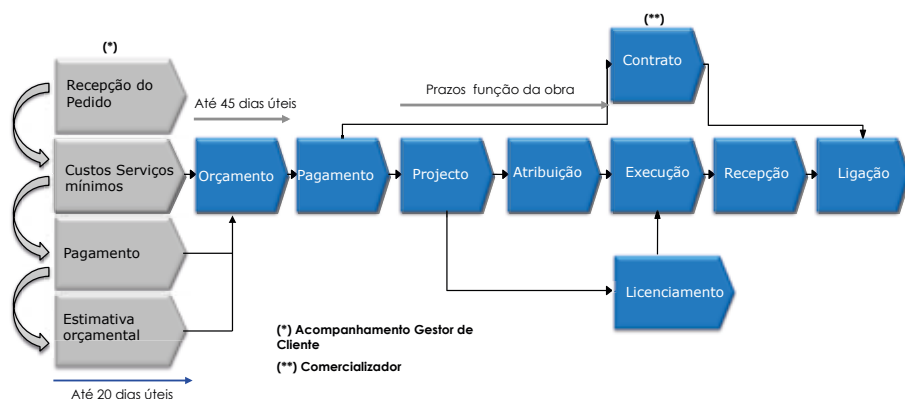 (*)
(**)
Recepção do
Pedido
Contrato
Até 45 dias úteis
Prazos função da obra
Custos Serviços
mínimos
Orçamento
Pagamento
Projecto
Atribuição
Execução
Recepção
Ligação
Pagamento
Licenciamento
Estimativa
orçamental
(*) Acompanhamento Gestor de
Cliente
(**) Comercializador
Até 20 dias úteis